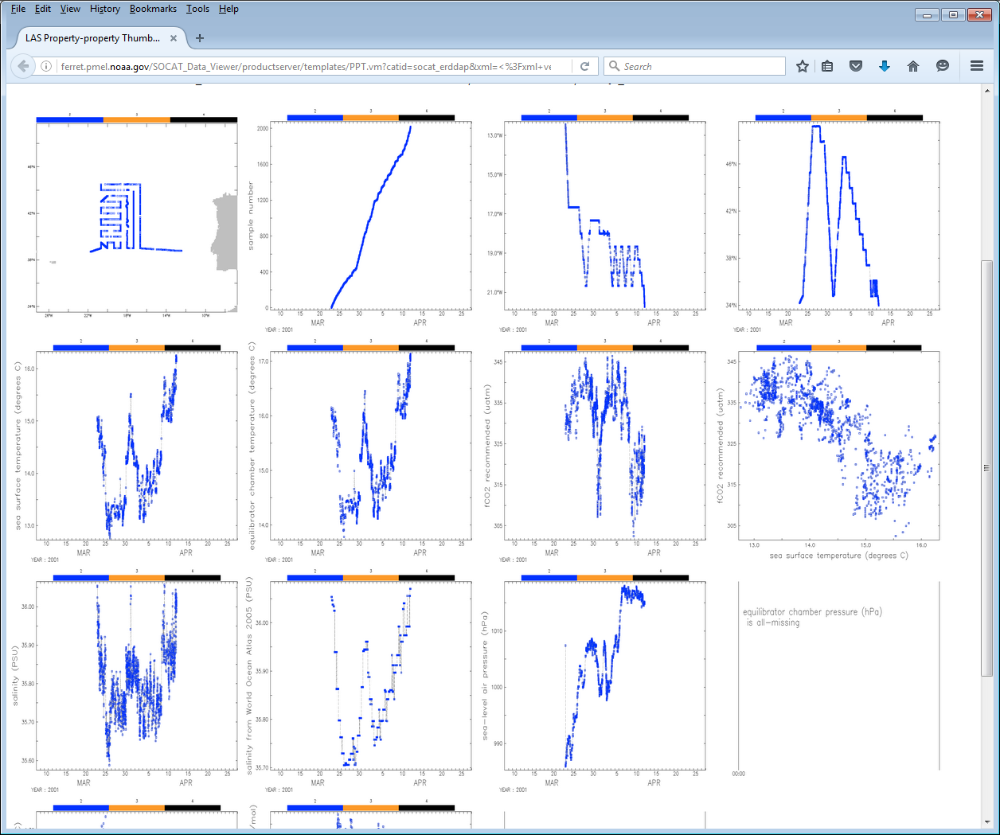 File Edit View History Bookmarks Tools Help
LAS Property-property Thumb...
ferret.pmel.noaa.gov/SOCAT_Data_Viewer/productserver/templates/PPT.vm?catid=socat_erddap&xml=<%3Fxml+ve
Search
2 3 4
46°N
42°N
38°N
34°N
26°W 22°W 18°W 14°W 10°W
2 3 4
sample number
2000
1600
1200
800
400
0
10 15 20 25 30 5 10 15 20 25
MAR APR
YEAR : 2001
2 3 4
13.0°W
15.0°W
17.0°W
19.0°W
21.0°W
10 15 20 25 30 5 10 15 20 25
MAR APR
YEAR : 2001
2 3 4
46°N
42°N
38°N
34°N
10 15 20 25 30 5 10 15 20 25
MAR APR
YEAR : 2001
2 3 4
sea surface temperature (degrees C)
16.0
15.0
14.0
13.0
10 15 20 25 30 5 10 15 20 25
MAR APR
YEAR : 2001
2 3 4
equilibrator chamber temperature (degrees C)
17.0
16.0
15.0
14.0
10 15 20 25 30 5 10 15 20 25
MAR APR
YEAR : 2001
2 3 4
fCO2 recommended (uatm)
345
335
325
315
305
10 15 20 25 30 5 10 15 20 25
MAR APR
YEAR : 2001
2 3 4
fCO2 recommended (uatm)
345
335
325
315
305
13.0 14.0 15.0 16.0
sea surface temperature (degrees C)
2 3 4
salinity (PSU)
36.00
35.90
35.80
35.70
35.60
10 15 20 25 30 5 10 15 20 25
MAR APR
YEAR : 2001
2 3 4
salinity from World Ocean Atlas 2005 (PSU)
36.00
35.90
35.80
35.70
10 15 20 25 30 5 10 15 20 25
MAR APR
YEAR : 2001
2 3 4
sea-level air pressure (hPa)
1010
1000
990
10 15 20 25 30 5 10 15 20 25
MAR APR
YEAR : 2001
equilibrator chamber pressure (hPa)
is all-missing
00:00
2 3 4
2 3 4
/mol)